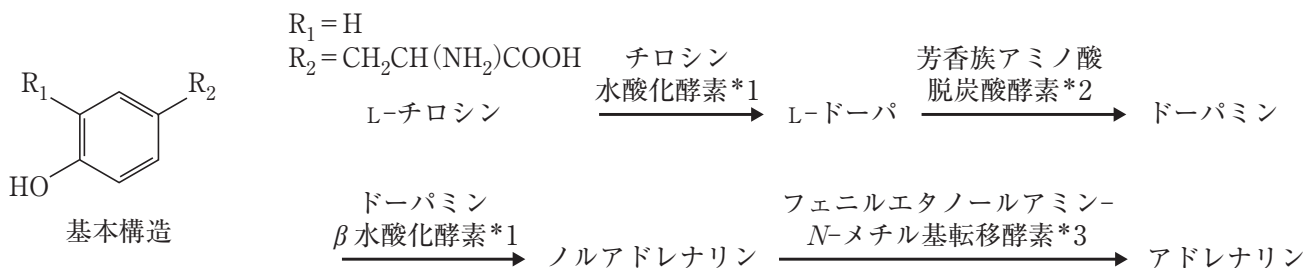 R₁=H
R₂=CH₂CH(NH₂)COOH
R₁
R₂
HO
基本構造
L-チロシン
チロシン
水酸化酵素*1
L-ドーパ
芳香族アミノ酸
脱炭酸酵素*2
ドーパミン
ドーパミン
β水酸化酵素*1
ノルアドレナリン
フェニルエタノールアミン-
N-メチル基転移酵素*3
アドレナリン